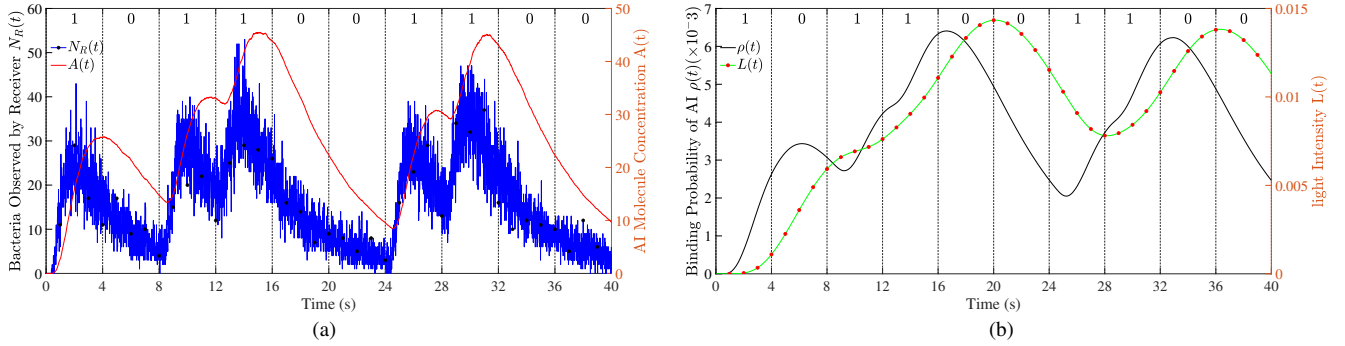 60
50
40
30
20
10
0
Bacteria Observed by Receiver N_R(t)
1 0 1 1 0 0 1 1 0 0
N_R(t)
A(t)
50
40
30
20
10
0
AI Molecule Concentration A(t)
0 4 8 12 16 20 24 28 32 36 40
Time (s)
(a)
7
6
5
4
3
2
1
0
Binding Probability of AI ρ(t)(×10^−3)
1 0 1 1 0 0 1 1 0 0
ρ(t)
L(t)
0.015
0.01
0.005
0
light Intensity L(t)
0 4 8 12 16 20 24 28 32 36 40
Time (s)
(b)